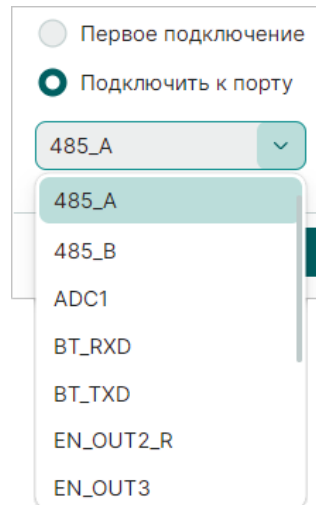 Первое подключение
Подключить к порту
485_A
485_A
485_B
ADC1
BT_RXD
BT_TXD
EN_OUT2_R
EN_OUT3